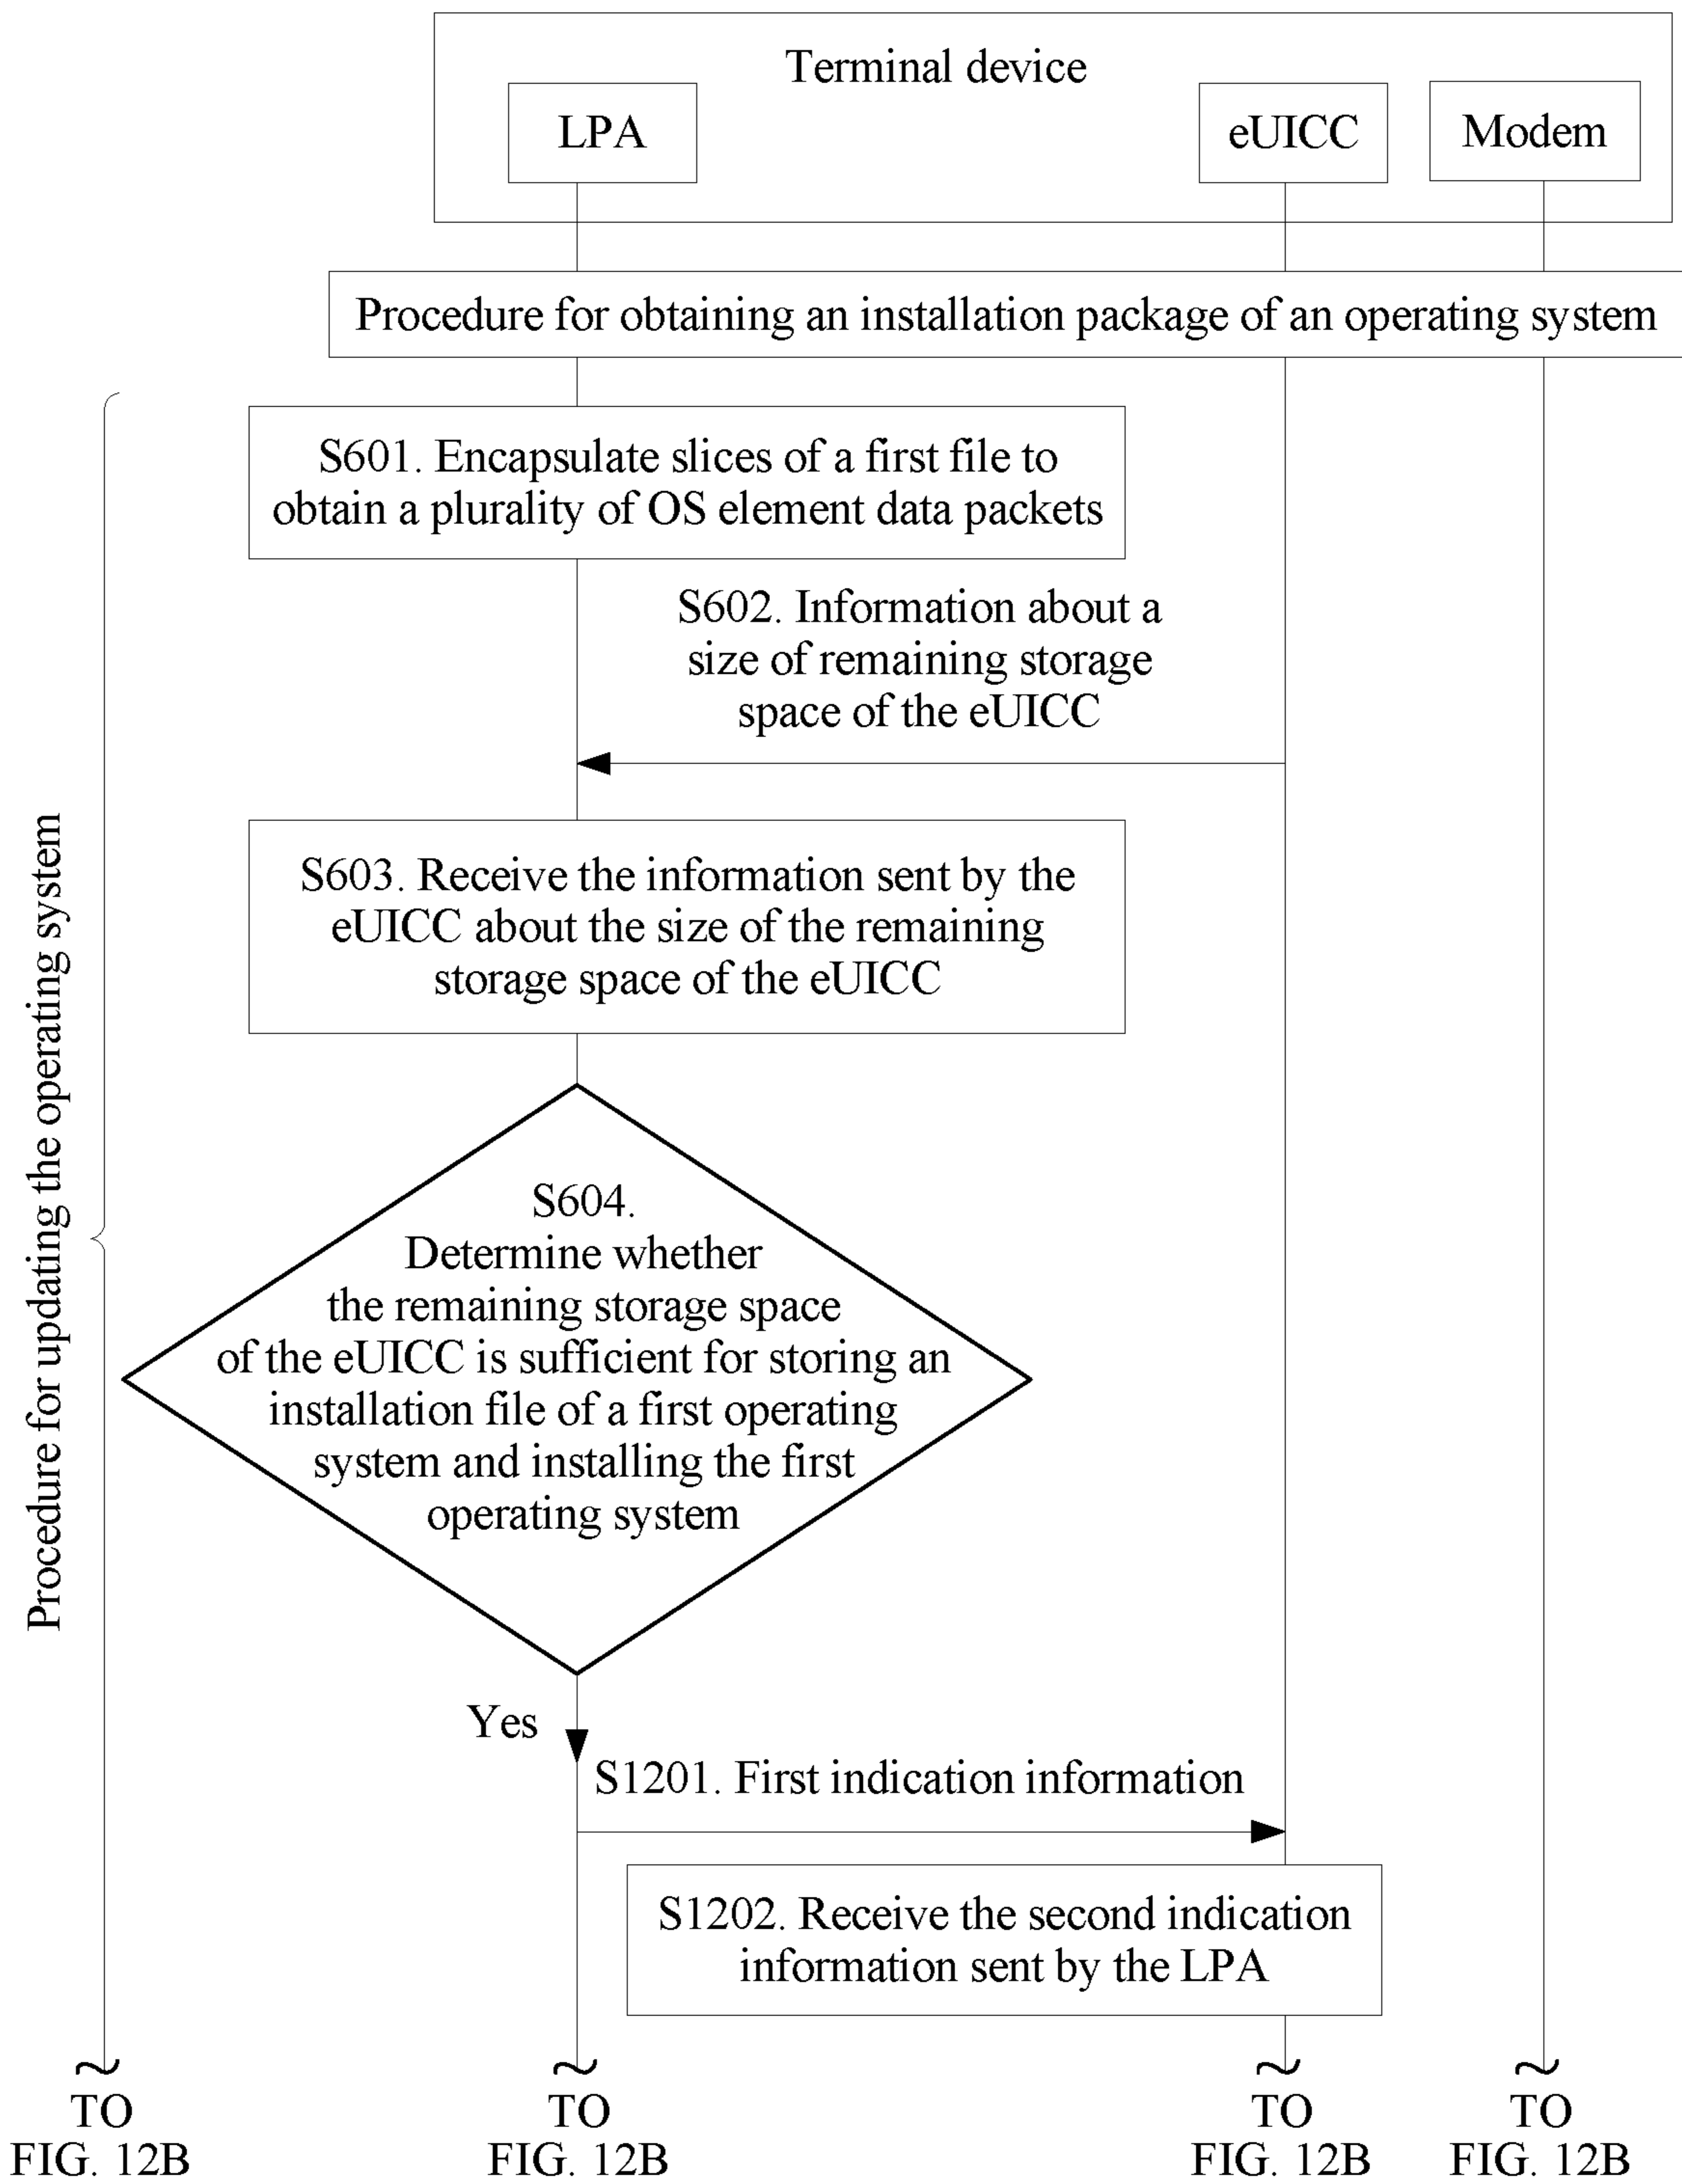 Terminal device
LPA
eUICC
Modem
Procedure for obtaining an installation package of an operating system
Procedure for updating the operating system
S601. Encapsulate slices of a first file to
obtain a plurality of OS element data packets
S602. Information about a
size of remaining storage
space of the eUICC
S603. Receive the information sent by the
eUICC about the size of the remaining
storage space of the eUICC
S604.
Determine whether
the remaining storage space
of the eUICC is sufficient for storing an
installation file of a first operating
system and installing the first
operating system
Yes
S1201. First indication information
S1202. Receive the second indication
information sent by the LPA
TO
FIG. 12B
TO
FIG. 12B
TO
FIG. 12B
TO
FIG. 12B